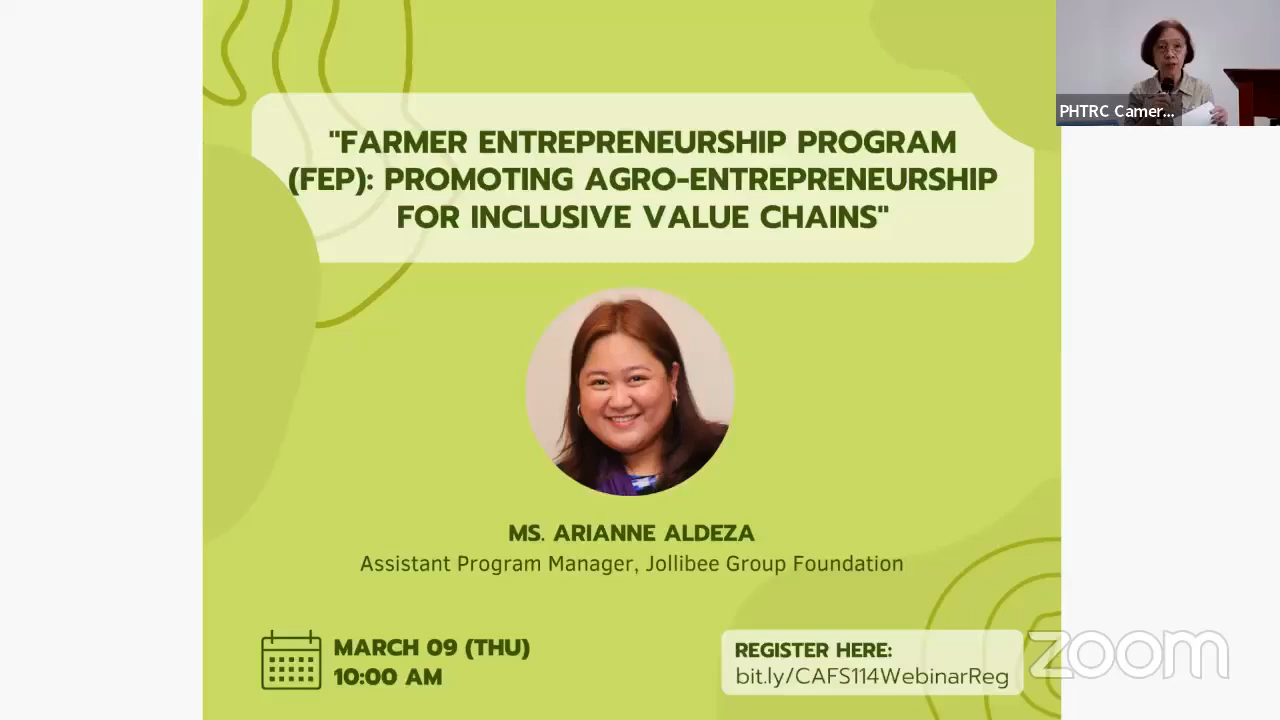 "FARMER ENTREPRENEURSHIP PROGRAM
(FEP): PROMOTING AGRO-ENTREPRENEURSHIP
FOR INCLUSIVE VALUE CHAINS"
PHTRC Camer...
MS. ARIANNE ALDEZA
Assistant Program Manager, Jollibee Group Foundation
MARCH 09 (THU)
10:00 AM
REGISTER HERE:
bit.ly/CAFS114WebinarReg
zoom